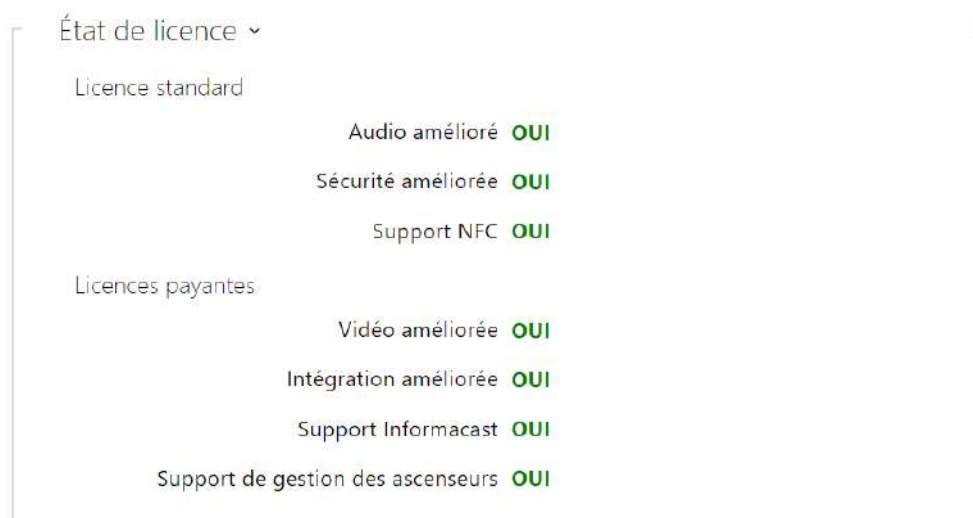 État de licence
Licence standard
Audio amélioré OUI
Sécurité améliorée OUI
Support NFC OUI
Licences payantes
Vidéo améliorée OUI
Intégration améliorée OUI
Support Informacast OUI
Support de gestion des ascenseurs OUI